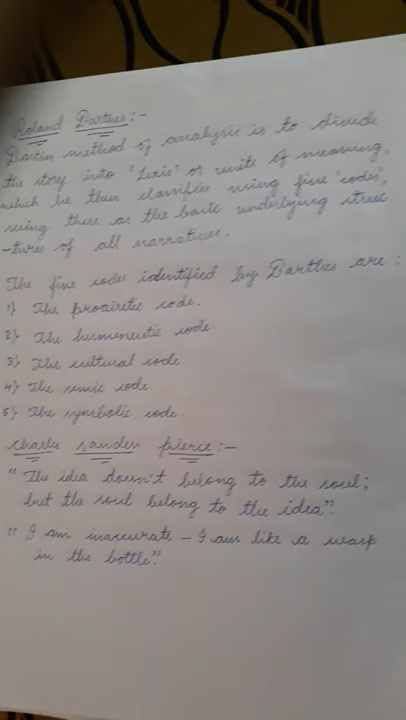 Roland Barthes:-
Barthes method of analysis is to divide
the story into 'Lexis' or units of meaning,
which he then classifies using five 'codes',
seeing these as the basic underlying struc
-tures of all narratives.
The five codes identified by Barthes are:
1) The proairetic code.
2) The hermeneutic code.
3) The cultural code
4) The semic code.
5) The symbolic code.
Charles sanders pierce:-
"The idea doesn't belong to the soul;
but the soul belong to the idea".
"I am inaccurate - I am like a wasp
in the bottle".